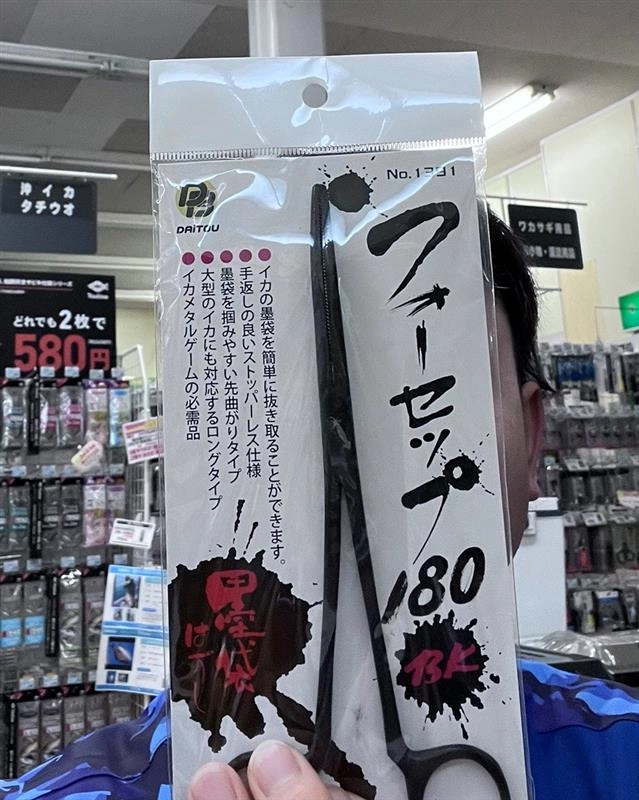 No.1391
DAITOU
フォーセップ
180
BK
●イカの墨袋を簡単に抜き取ることができます。
●手返しの良いストッパーレス仕様
●墨袋を掴みやすい先曲がりタイプ
●大型のイカにも対応するロングタイプ
●イカメタルゲームの必需品
墨袋
はずし
!!
沖イカ
タチウオ
どれでも2枚で
580円
ワカサギ用品